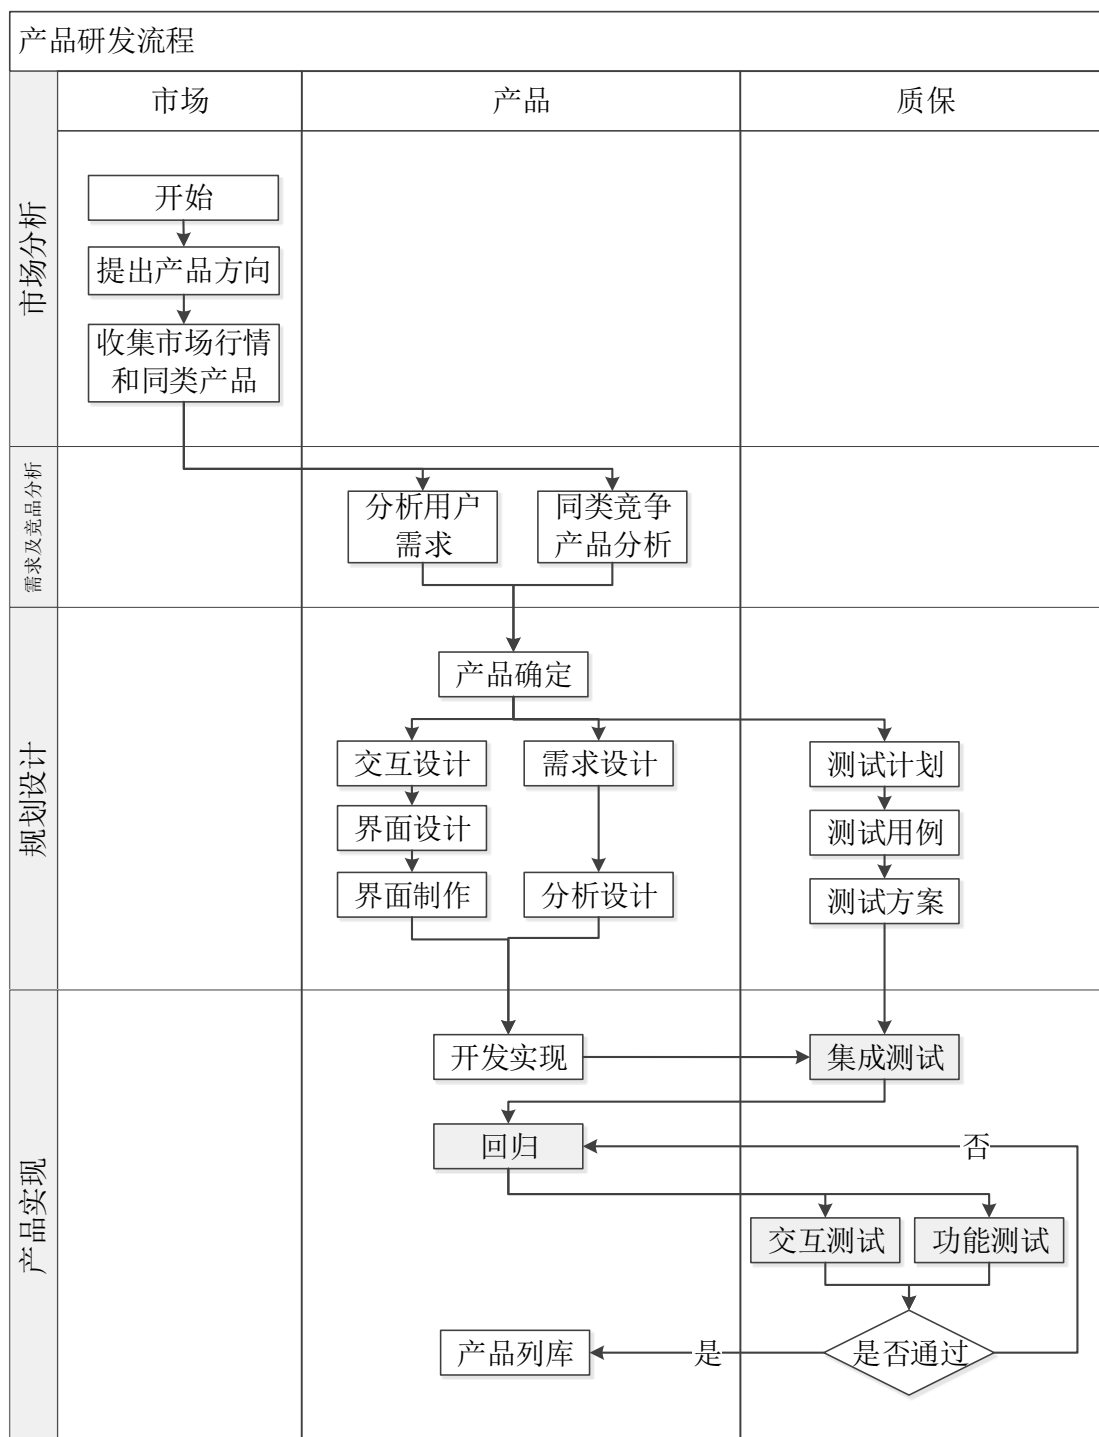 产品研发流程
市场
产品
质保
市场分析
开始
提出产品方向
收集市场行情
和同类产品
需求及竞品分析
分析用户
需求
同类竞争
产品分析
规划设计
产品确定
交互设计
需求设计
测试计划
界面设计
测试用例
界面制作
分析设计
测试方案
产品实现
开发实现
集成测试
回归
否
交互测试
功能测试
产品列库
是
是否通过